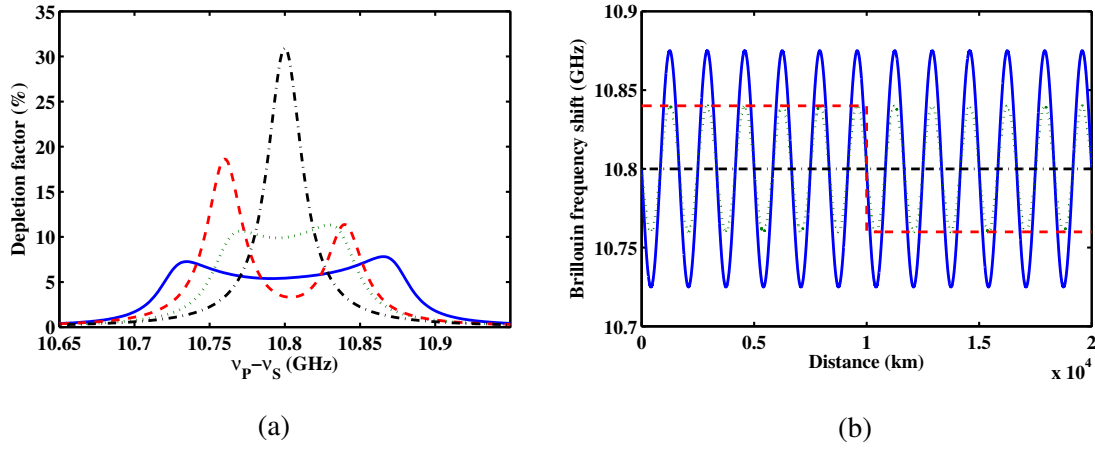 35
30
25
20
15
10
5
0
Depletion factor (%)
10.65 10.7 10.75 10.8 10.85 10.9
νP−νS (GHz)
(a)
10.9
10.85
10.8
10.75
10.7
Brillouin frequency shift (GHz)
0 0.5 1 1.5 2
Distance (km)
x 10^4
(b)